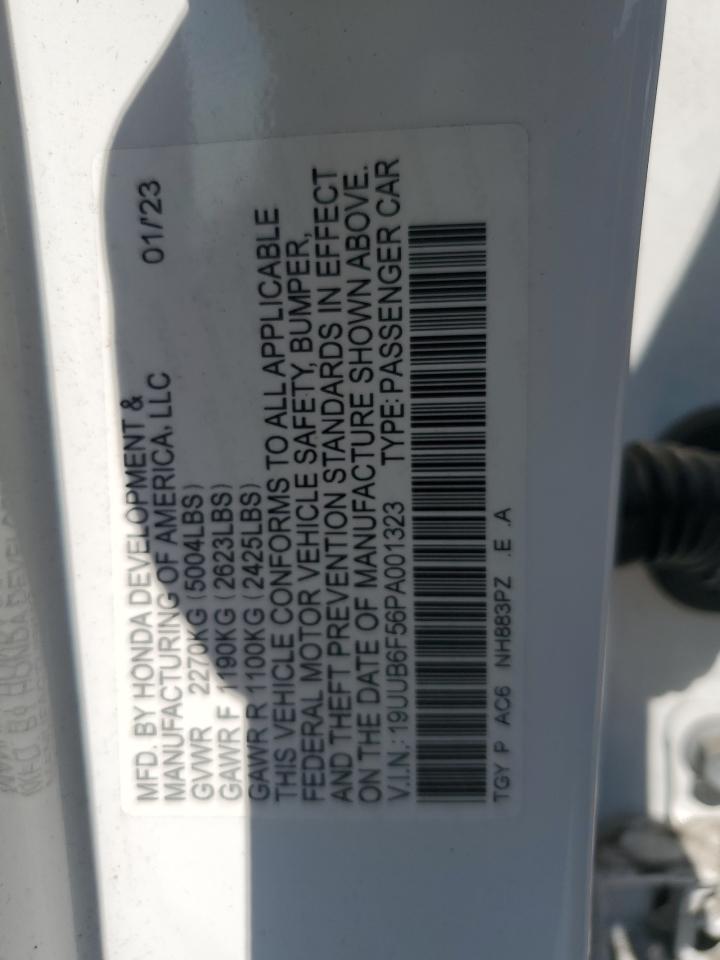 MFD. BY HONDA DEVELOPMENT &
MANUFACTURING OF AMERICA, LLC 01/'23
GVWR 2270KG (5004LBS)
GAWR F 1190KG (2623LBS)
GAWR R 1100KG (2425LBS)
THIS VEHICLE CONFORMS TO ALL APPLICABLE
FEDERAL MOTOR VEHICLE SAFETY, BUMPER,
AND THEFT PREVENTION STANDARDS IN EFFECT
ON THE DATE OF MANUFACTURE SHOWN ABOVE.
V.I.N.: 19UUB6F56PA001323 TYPE: PASSENGER CAR
TGY P AC6 NH883PZ .E .A